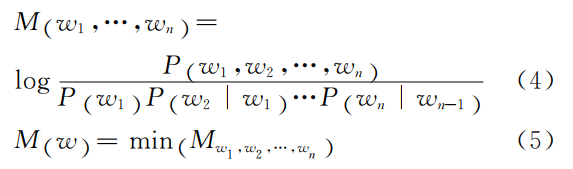 M(w₁,…,wₙ)=
log P(w₁,w₂,…,wₙ) / P(w₁)P(w₂|w₁)…P(wₙ|wₙ₋₁) (4)
M(w)=min(M_{w₁,w₂,…,wₙ}) (5)